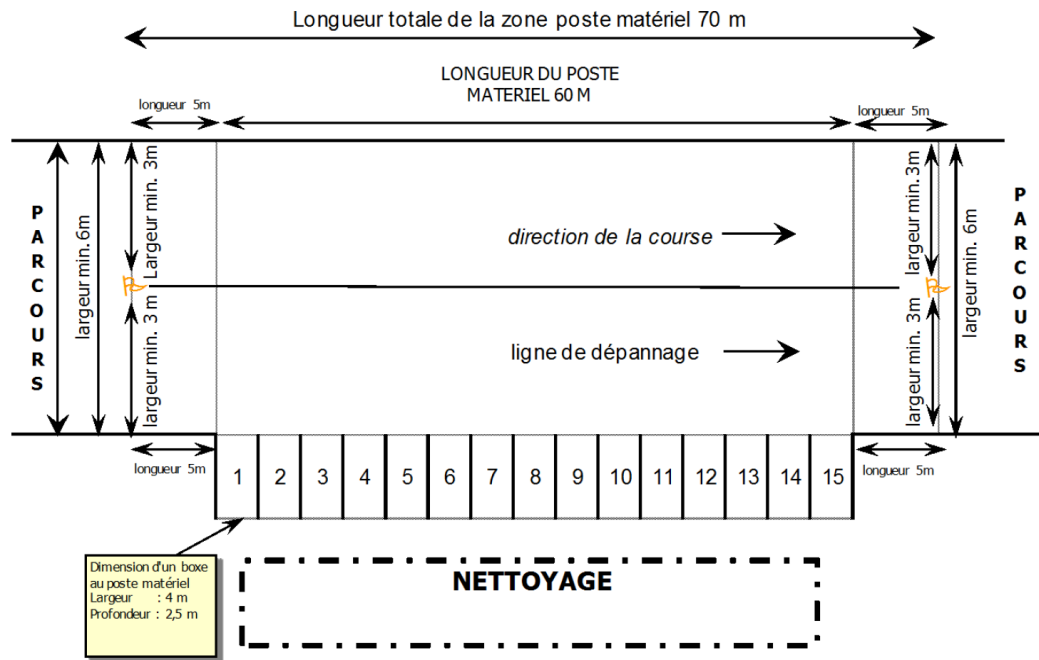 Longueur totale de la zone poste matériel 70 m
LONGUEUR DU POSTE
MATERIEL 60 M
longueur 5m
longueur 5m
PARCOURS
largeur min. 6m
Largeur min. 3m
largeur min. 3 m
direction de la course
ligne de dépannage
largeur min. 3m
largeur min. 3m
largeur min. 6m
PARCOURS
longueur 5m
longueur 5m
1 2 3 4 5 6 7 8 9 10 11 12 13 14 15
Dimension d'un boxe
au poste matériel
Largeur : 4 m
Profondeur : 2,5 m
NETTOYAGE